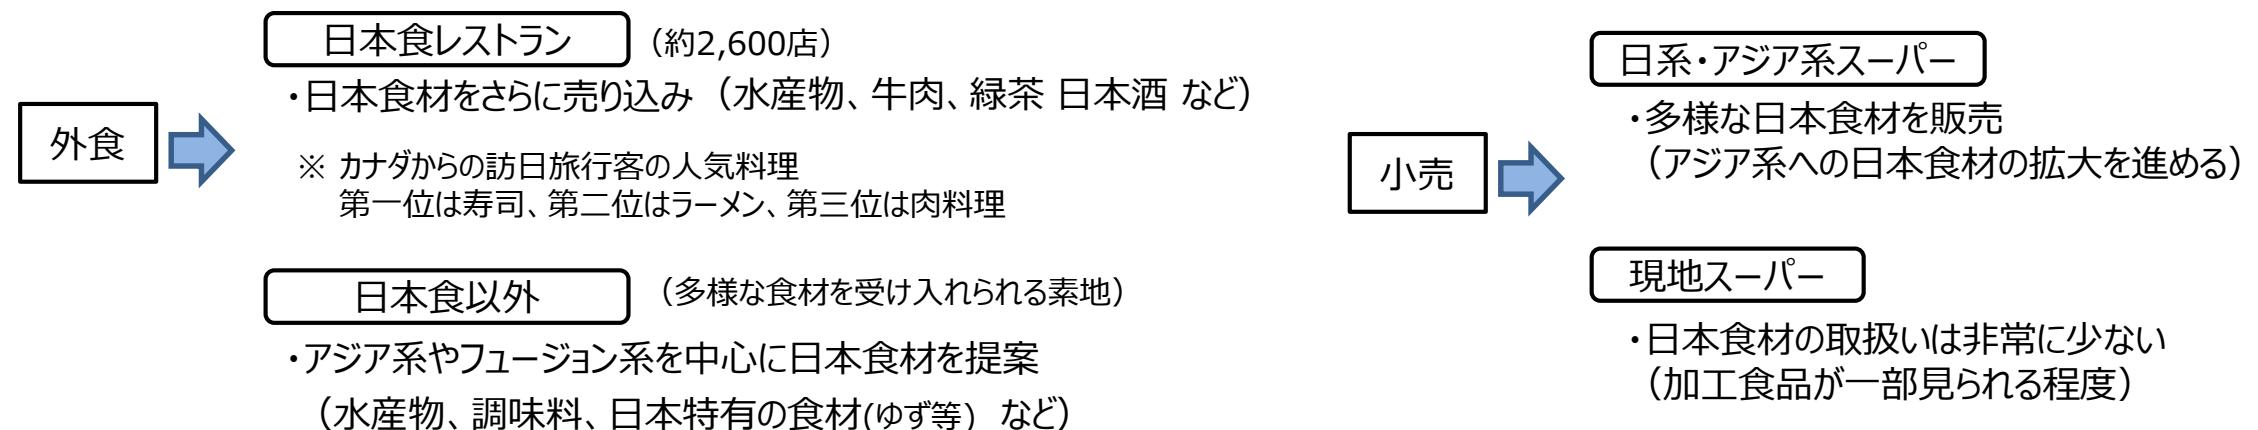 外食
日本食レストラン （約2,600店）
・日本食材をさらに売り込み（水産物、牛肉、緑茶 日本酒 など）
※ カナダからの訪日旅行客の人気料理
第一位は寿司、第二位はラーメン、第三位は肉料理
日本食以外 （多様な食材を受け入れられる素地）
・アジア系やフュージョン系を中心に日本食材を提案
（水産物、調味料、日本特有の食材(ゆず等) など）
小売
日系・アジア系スーパー
・多様な日本食材を販売
（アジア系への日本食材の拡大を進める）
現地スーパー
・日本食材の取扱いは非常に少ない
（加工食品が一部見られる程度）